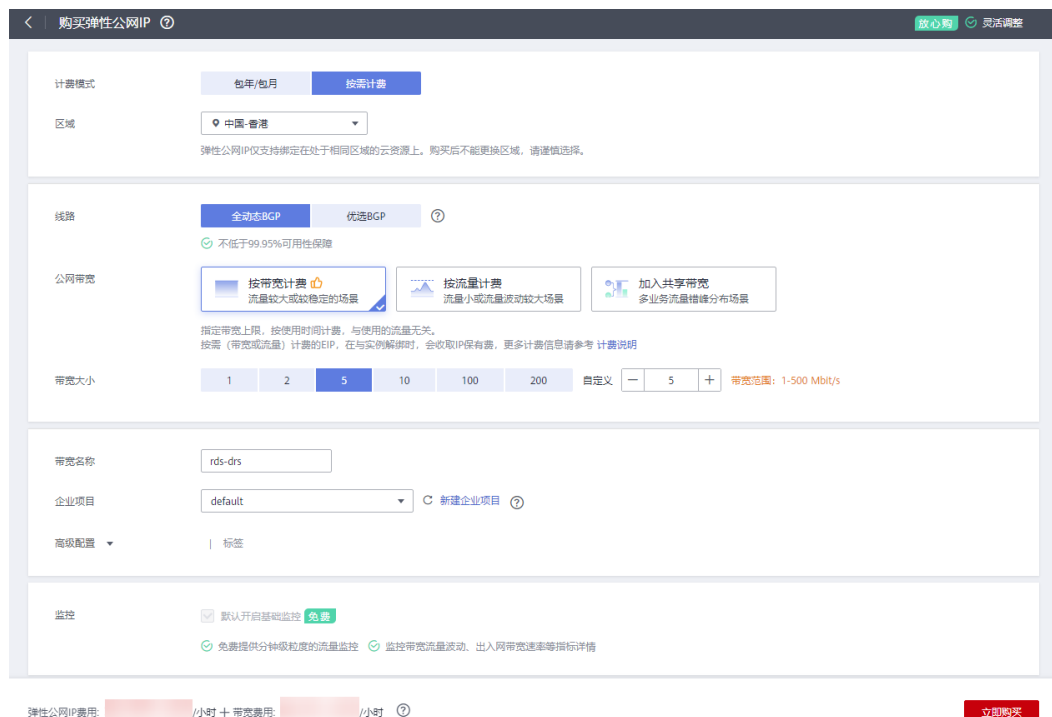 购买弹性公网IP
放心购 灵活调整
计费模式 包年/包月 按需计费
区域 中国-香港
弹性公网IP仅支持绑定在处于相同区域的云资源上。购买后不能更换区域，请谨慎选择。
线路 全动态BGP 优选BGP
不低于99.95%可用性保障
公网带宽 按带宽计费 按流量计费 加入共享带宽
流量较大或较稳定的场景 流量小或流量波动较大场景 多业务流量错峰分布场景
指定带宽上限，按使用时间计费，与使用的流量无关。
按需（带宽或流量）计费的EIP，在与实例解绑时，会收取IP保有费，更多计费信息请参考 计费说明
带宽大小 1 2 5 10 100 200 自定义 — 5 + 带宽范围：1-500 Mbit/s
带宽名称 rds-drs
企业项目 default 新建企业项目
高级配置 | 标签
监控 默认开启基础监控 免费
免费提供分钟级粒度的流量监控 监控带宽流量波动、出入网带宽速率等指标详情
弹性公网IP费用: /小时 + 带宽费用: /小时 立即购买